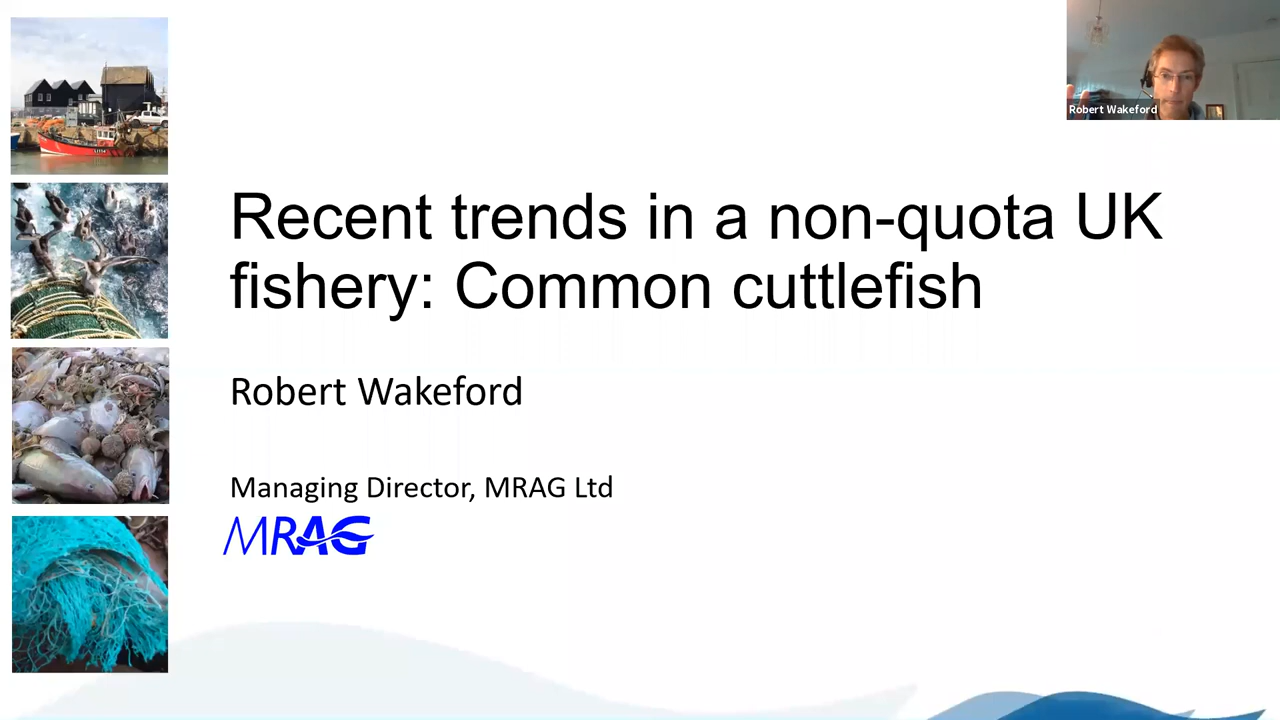 Robert Wakeford
Recent trends in a non-quota UK
fishery: Common cuttlefish
Robert Wakeford
Managing Director, MRAG Ltd
MRAG